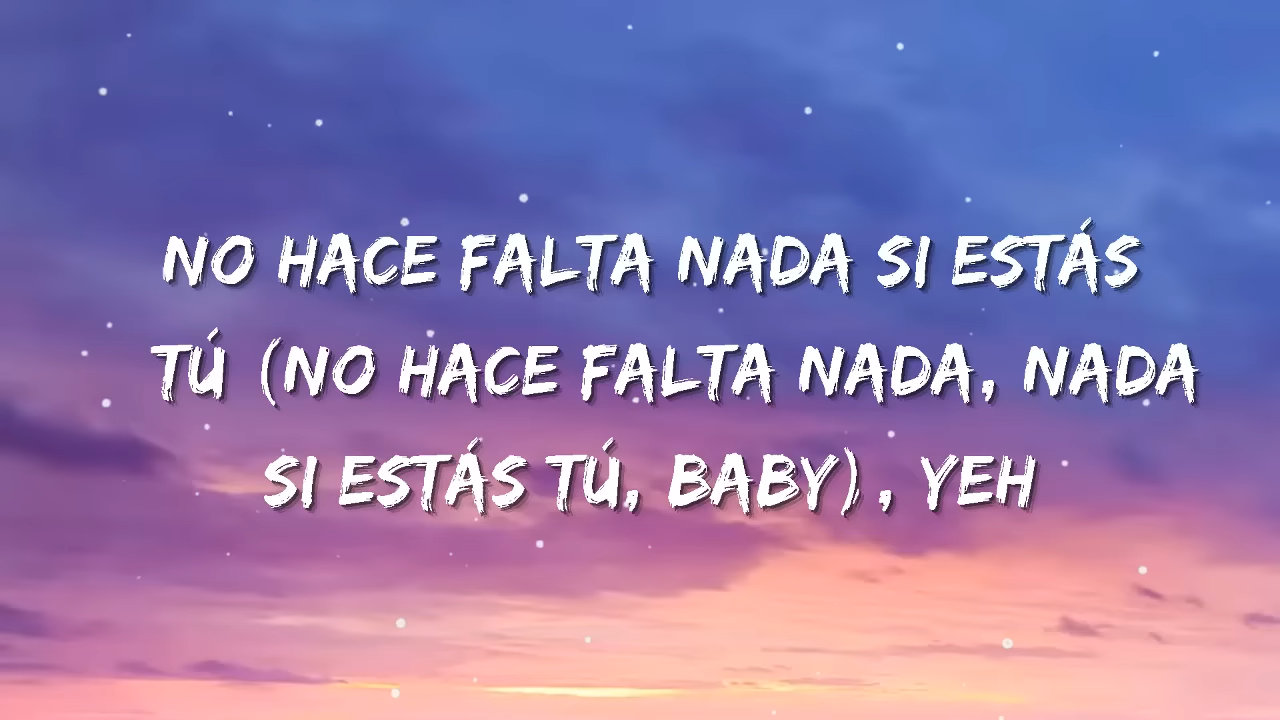 NO HACE FALTA NADA SI ESTÁS
TÚ (NO HACE FALTA NADA, NADA
SI ESTÁS TÚ, BABY) , YEH